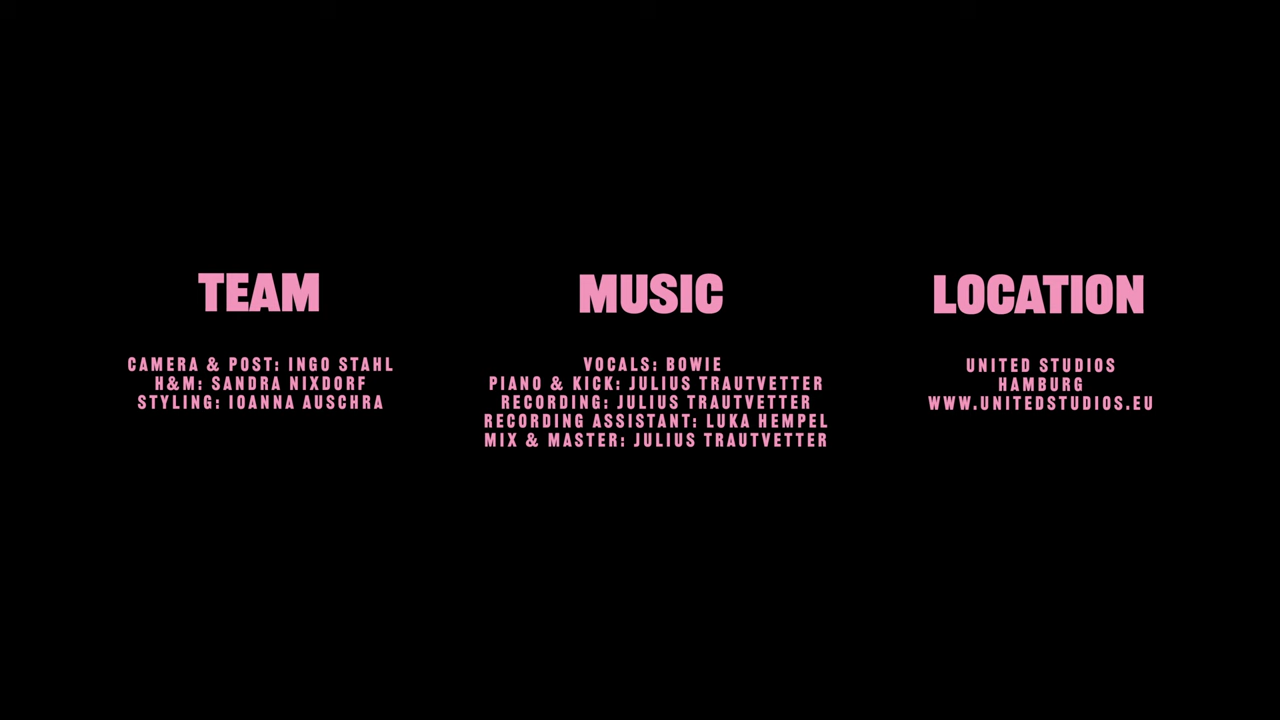 TEAM
CAMERA & POST: INGO STAHL
H&M: SANDRA NIXDORF
STYLING: IOANNA AUSCHRA
MUSIC
VOCALS: BOWIE
PIANO & KICK: JULIUS TRAUTVETTER
RECORDING: JULIUS TRAUTVETTER
RECORDING ASSISTANT: LUKA HEMPEL
MIX & MASTER: JULIUS TRAUTVETTER
LOCATION
UNITED STUDIOS
HAMBURG
WWW.UNITEDSTUDIOS.EU